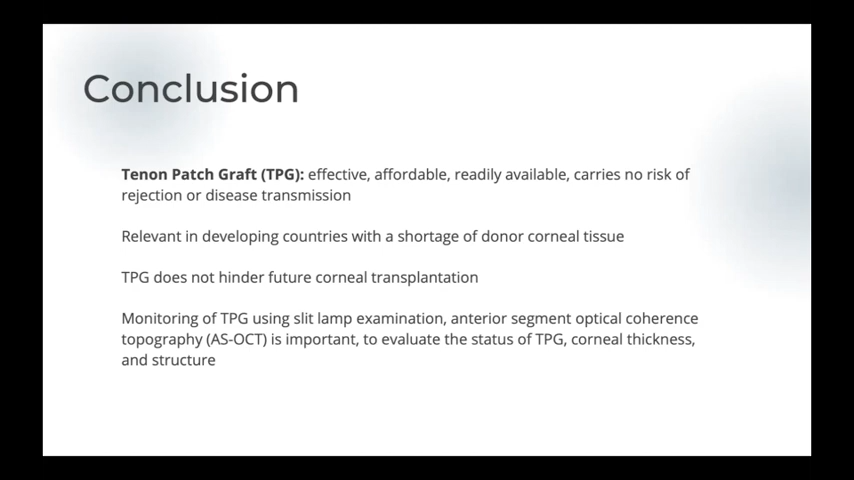 Conclusion
Tenon Patch Graft (TPG): effective, affordable, readily available, carries no risk of
rejection or disease transmission
Relevant in developing countries with a shortage of donor corneal tissue
TPG does not hinder future corneal transplantation
Monitoring of TPG using slit lamp examination, anterior segment optical coherence
topography (AS-OCT) is important, to evaluate the status of TPG, corneal thickness,
and structure